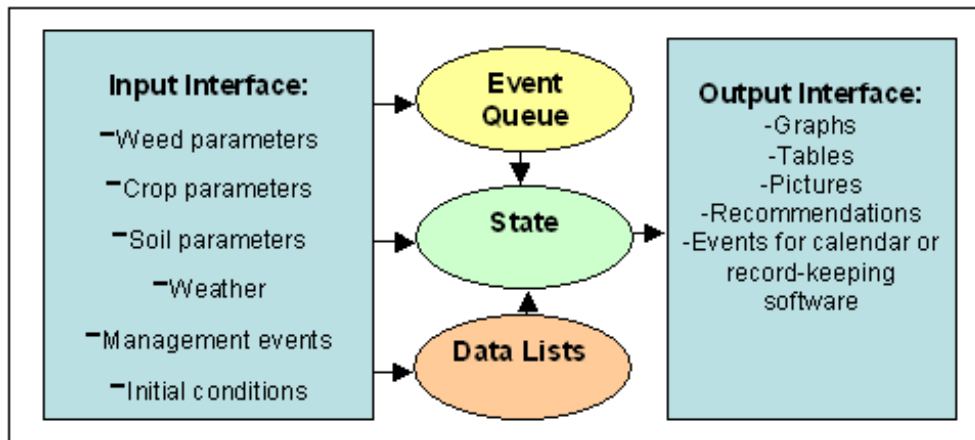 Input Interface:
-Weed parameters
-Crop parameters
-Soil parameters
-Weather
-Management events
-Initial conditions
Event
Queue
State
Data Lists
Output Interface:
-Graphs
-Tables
-Pictures
-Recommendations
-Events for calendar or
record-keeping
software